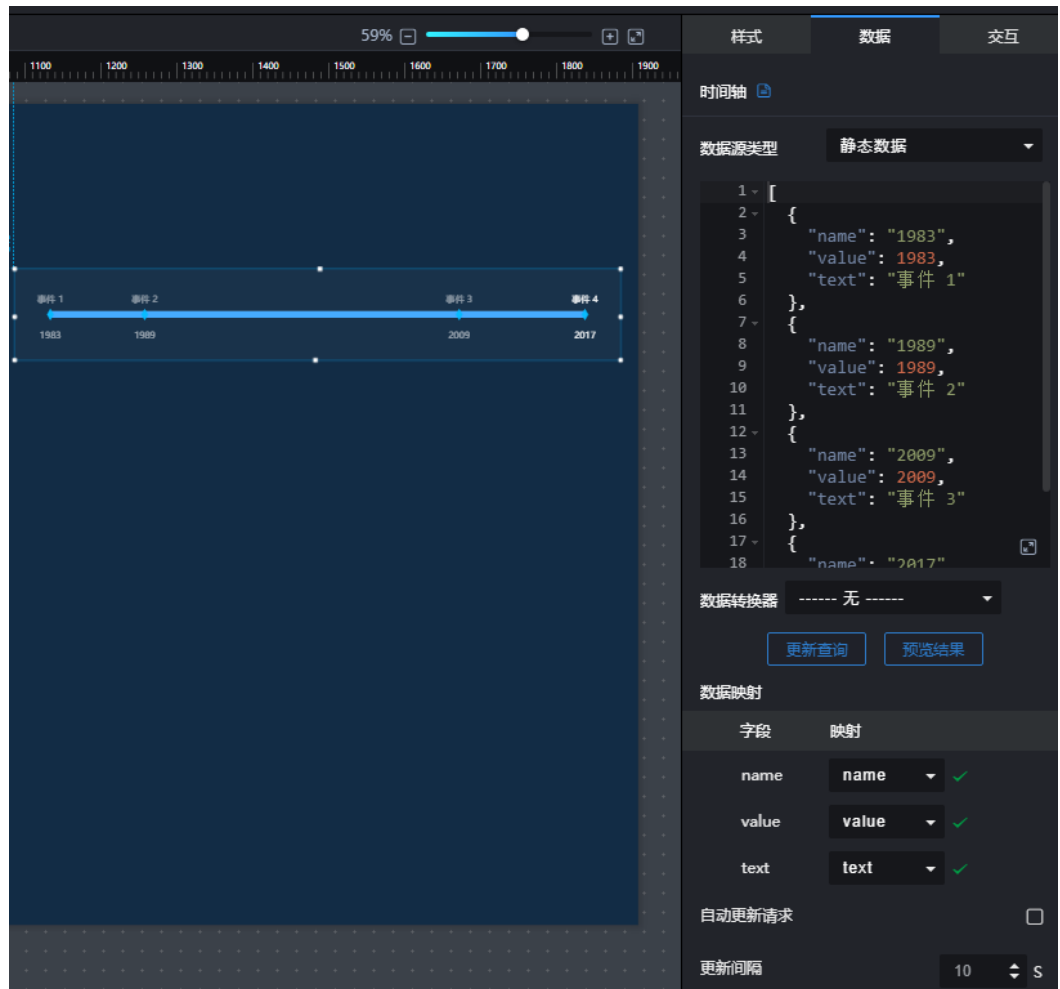 59%
样式 数据 交互
1100 1200 1300 1400 1500 1600 1700 1800 1900
时间轴
数据源类型 静态数据
1 [
2 {
3 "name": "1983",
4 "value": 1983,
5 "text": "事件 1"
6 },
7 {
8 "name": "1989",
9 "value": 1989,
10 "text": "事件 2"
11 },
12 {
13 "name": "2009",
14 "value": 2009,
15 "text": "事件 3"
16 },
17 {
18 "name": "2017"
事件 1 事件 2 事件 3 事件 4
1983 1989 2009 2017
数据转换器 ------ 无 ------
更新查询 预览结果
数据映射
字段 映射
name name
value value
text text
自动更新请求
更新间隔 10 S